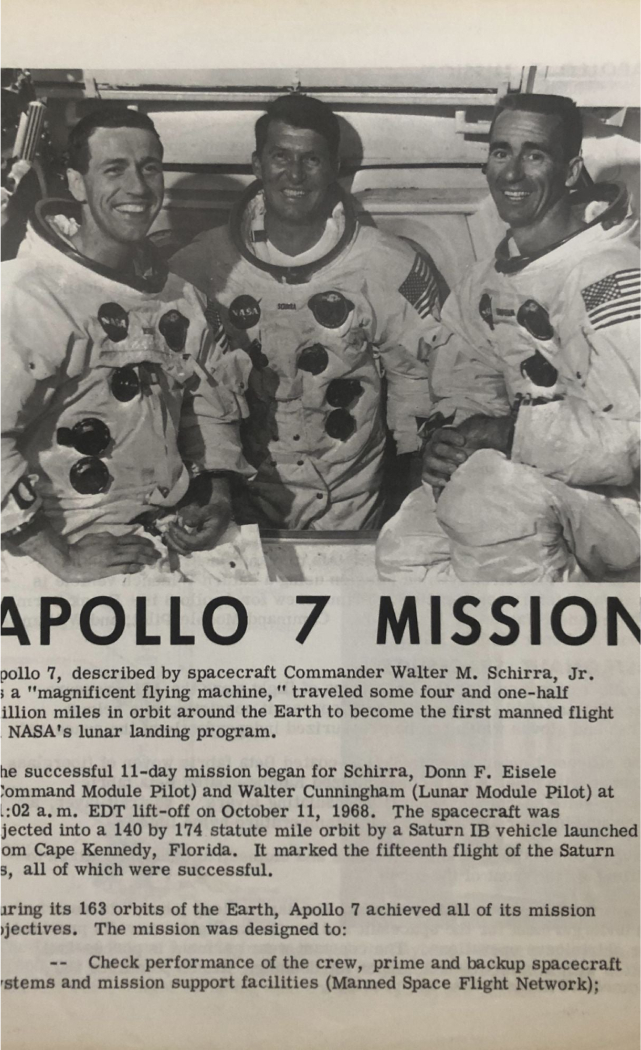 NASA
NASA
SCHIRRA
APOLLO 7 MISSION
pollo 7, described by spacecraft Commander Walter M. Schirra, Jr.
s a "magnificent flying machine," traveled some four and one-half
illion miles in orbit around the Earth to become the first manned flight
NASA's lunar landing program.
he successful 11-day mission began for Schirra, Donn F. Eisele
Command Module Pilot) and Walter Cunningham (Lunar Module Pilot) at
1:02 a.m. EDT lift-off on October 11, 1968. The spacecraft was
jected into a 140 by 174 statute mile orbit by a Saturn IB vehicle launched
om Cape Kennedy, Florida. It marked the fifteenth flight of the Saturn
s, all of which were successful.
uring its 163 orbits of the Earth, Apollo 7 achieved all of its mission
bjectives. The mission was designed to:
-- Check performance of the crew, prime and backup spacecraft
ystems and mission support facilities (Manned Space Flight Network);